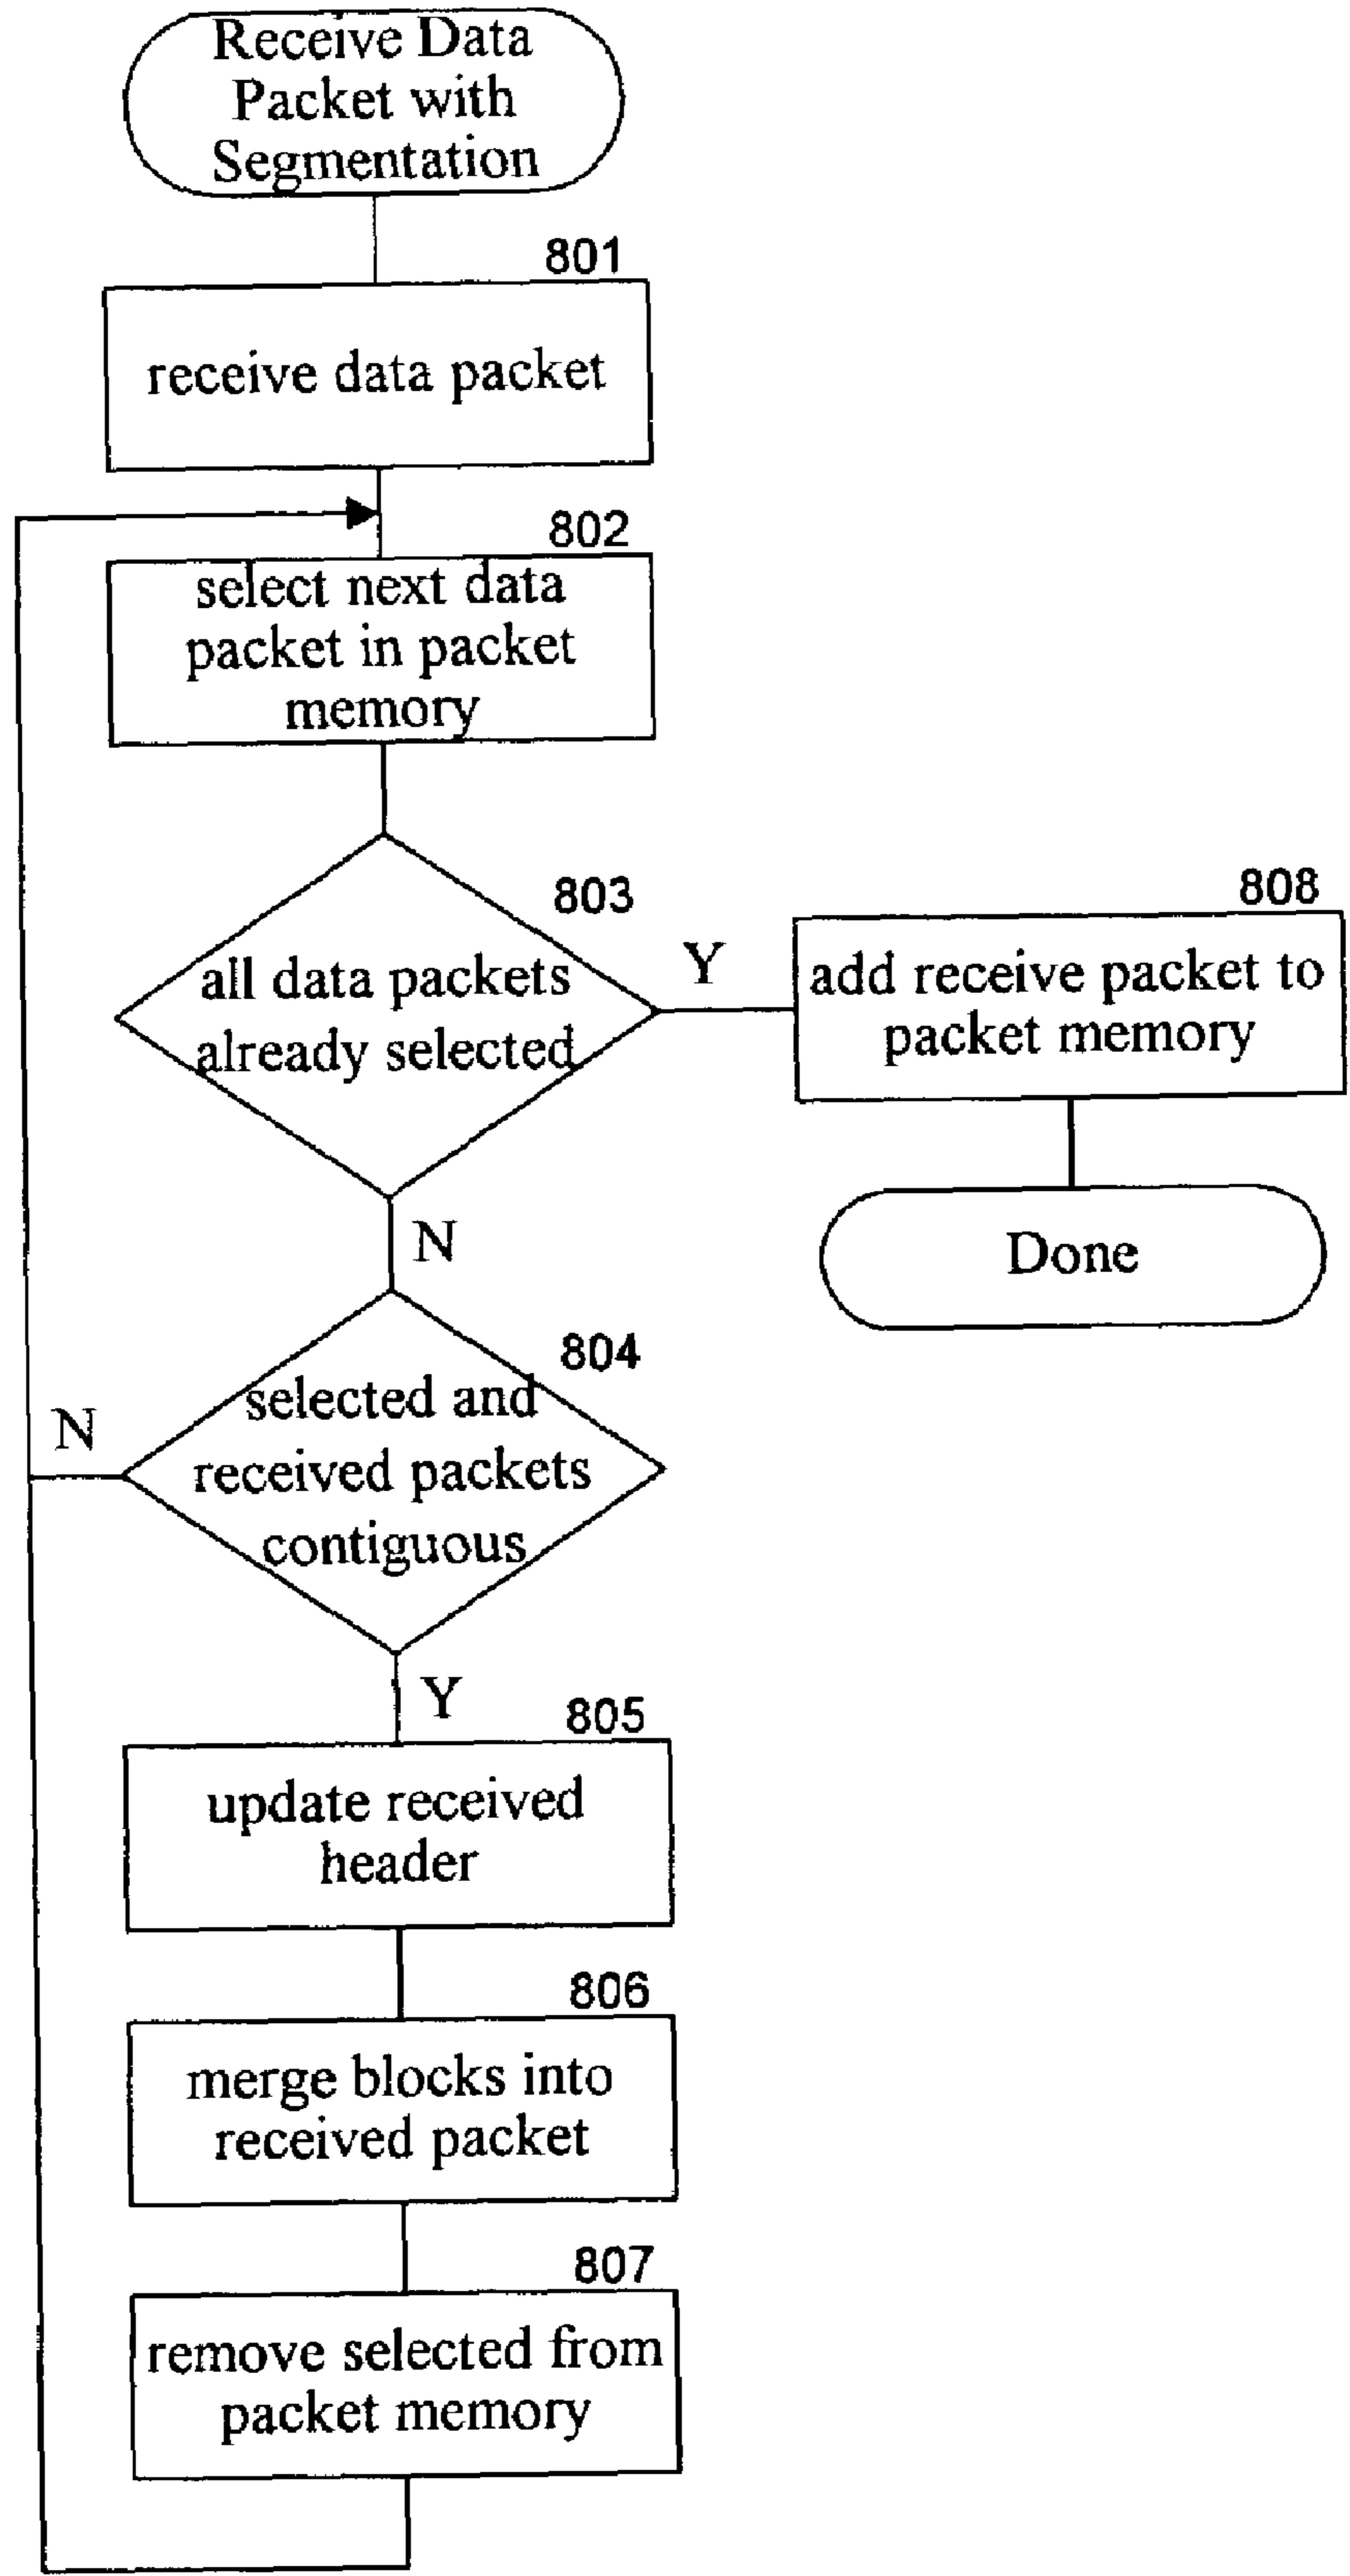 Receive Data
Packet with
Segmentation
801
receive data packet
802
select next data
packet in packet
memory
803
all data packets
already selected
Y
808
add receive packet to
packet memory
Done
N
804
selected and
received packets
contiguous
N
Y
805
update received
header
806
merge blocks into
received packet
807
remove selected from
packet memory